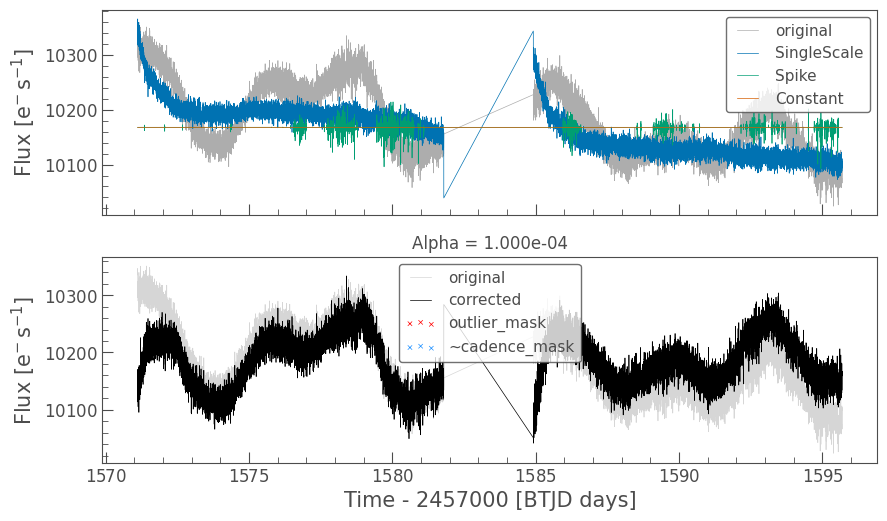 original
SingleScale
Spike
Constant
10300
10200
10100
Flux [e⁻ s⁻¹]
Alpha = 1.000e-04
original
corrected
outlier_mask
~cadence_mask
10300
10200
10100
Flux [e⁻ s⁻¹]
1570 1575 1580 1585 1590 1595
Time - 2457000 [BTJD days]